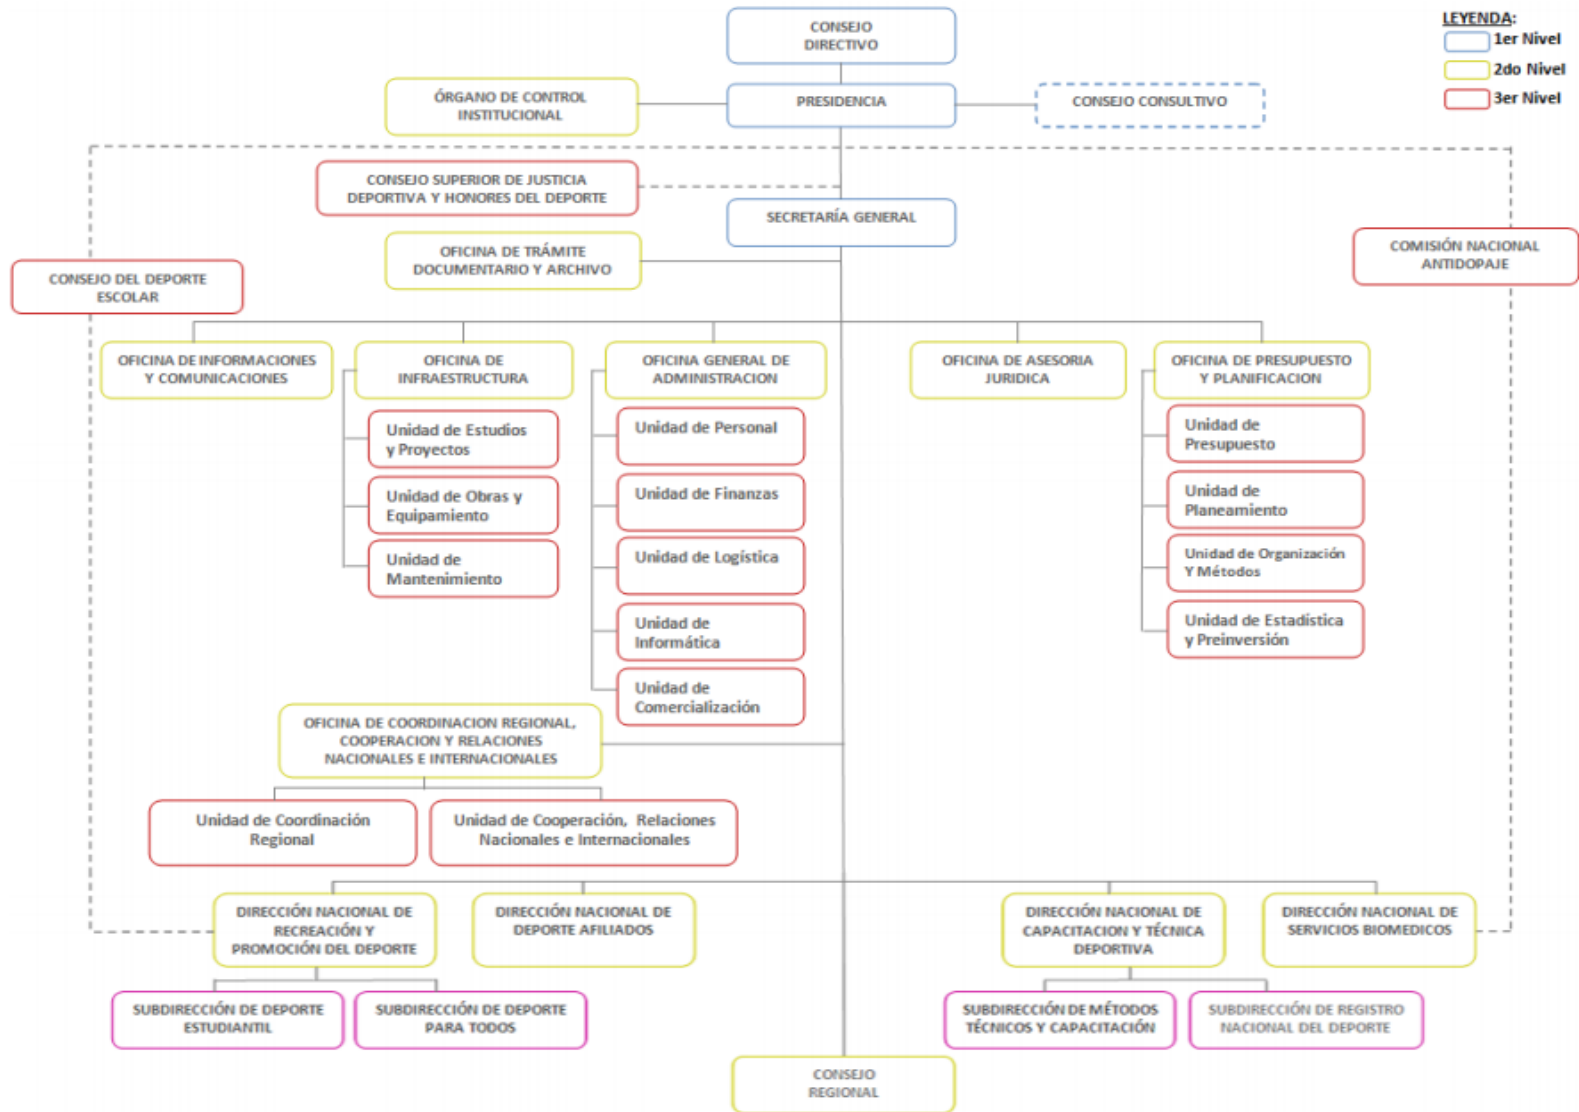 CONSEJO
DIRECTIVO
LEYENDA:
1er Nivel
2do Nivel
3er Nivel
ÓRGANO DE CONTROL
INSTITUCIONAL
PRESIDENCIA
CONSEJO CONSULTIVO
CONSEJO SUPERIOR DE JUSTICIA
DEPORTIVA Y HONORES DEL DEPORTE
SECRETARÍA GENERAL
OFICINA DE TRÁMITE
DOCUMENTARIO Y ARCHIVO
COMISIÓN NACIONAL
ANTIDOPAJE
CONSEJO DEL DEPORTE
ESCOLAR
OFICINA DE INFORMACIONES
Y COMUNICACIONES
OFICINA DE
INFRAESTRUCTURA
OFICINA GENERAL DE
ADMINISTRACION
OFICINA DE ASESORIA
JURIDICA
OFICINA DE PRESUPUESTO
Y PLANIFICACION
Unidad de Estudios
y Proyectos
Unidad de Obras y
Equipamiento
Unidad de
Mantenimiento
Unidad de Personal
Unidad de Finanzas
Unidad de Logística
Unidad de
Informática
Unidad de
Comercialización
Unidad de
Presupuesto
Unidad de
Planeamiento
Unidad de Organización
Y Métodos
Unidad de Estadística
y Preinversión
OFICINA DE COORDINACION REGIONAL,
COOPERACION Y RELACIONES
NACIONALES E INTERNACIONALES
Unidad de Coordinación
Regional
Unidad de Cooperación, Relaciones
Nacionales e Internacionales
DIRECCIÓN NACIONAL DE
RECREACIÓN Y
PROMOCIÓN DEL DEPORTE
DIRECCIÓN NACIONAL DE
DEPORTE AFILIADOS
DIRECCIÓN NACIONAL DE
CAPACITACION Y TÉCNICA
DEPORTIVA
DIRECCIÓN NACIONAL DE
SERVICIOS BIOMEDICOS
SUBDIRECCIÓN DE DEPORTE
ESTUDIANTIL
SUBDIRECCIÓN DE DEPORTE
PARA TODOS
SUBDIRECCIÓN DE MÉTODOS
TÉCNICOS Y CAPACITACIÓN
SUBDIRECCIÓN DE REGISTRO
NACIONAL DEL DEPORTE
CONSEJO
REGIONAL